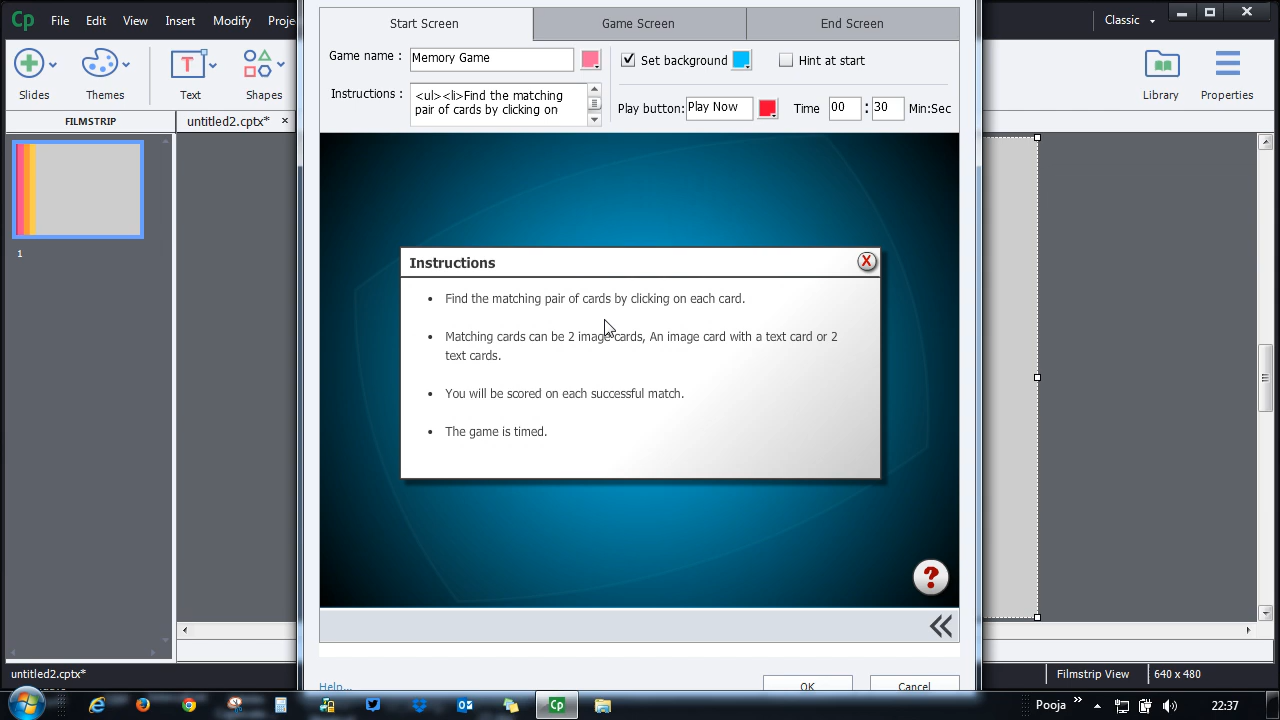 Cp File Edit View Insert Modify Proje
Classic
Slides Themes Text Shapes Library Properties
FILMSTRIP
untitled2.cptx*
1
Start Screen Game Screen End Screen
Game name : Memory Game
Set background
Hint at start
Instructions : <ul><li>Find the matching
pair of cards by clicking on
Play button: Play Now
Time 00 : 30 Min:Sec
Instructions
X
• Find the matching pair of cards by clicking on each card.
• Matching cards can be 2 image cards, An image card with a text card or 2
text cards.
• You will be scored on each successful match.
• The game is timed.
?
Help...
OK Cancel
untitled2.cptx*
Filmstrip View 640 x 480
Cp
Pooja
22:37